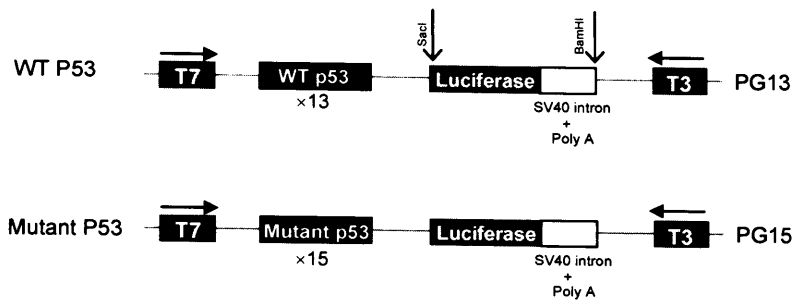 SacI
BamHI
WT P53
T7
WT p53
Luciferase
T3
PG13
×13
SV40 intron
+
Poly A
Mutant P53
T7
Mutant p53
Luciferase
T3
PG15
×15
SV40 intron
+
Poly A